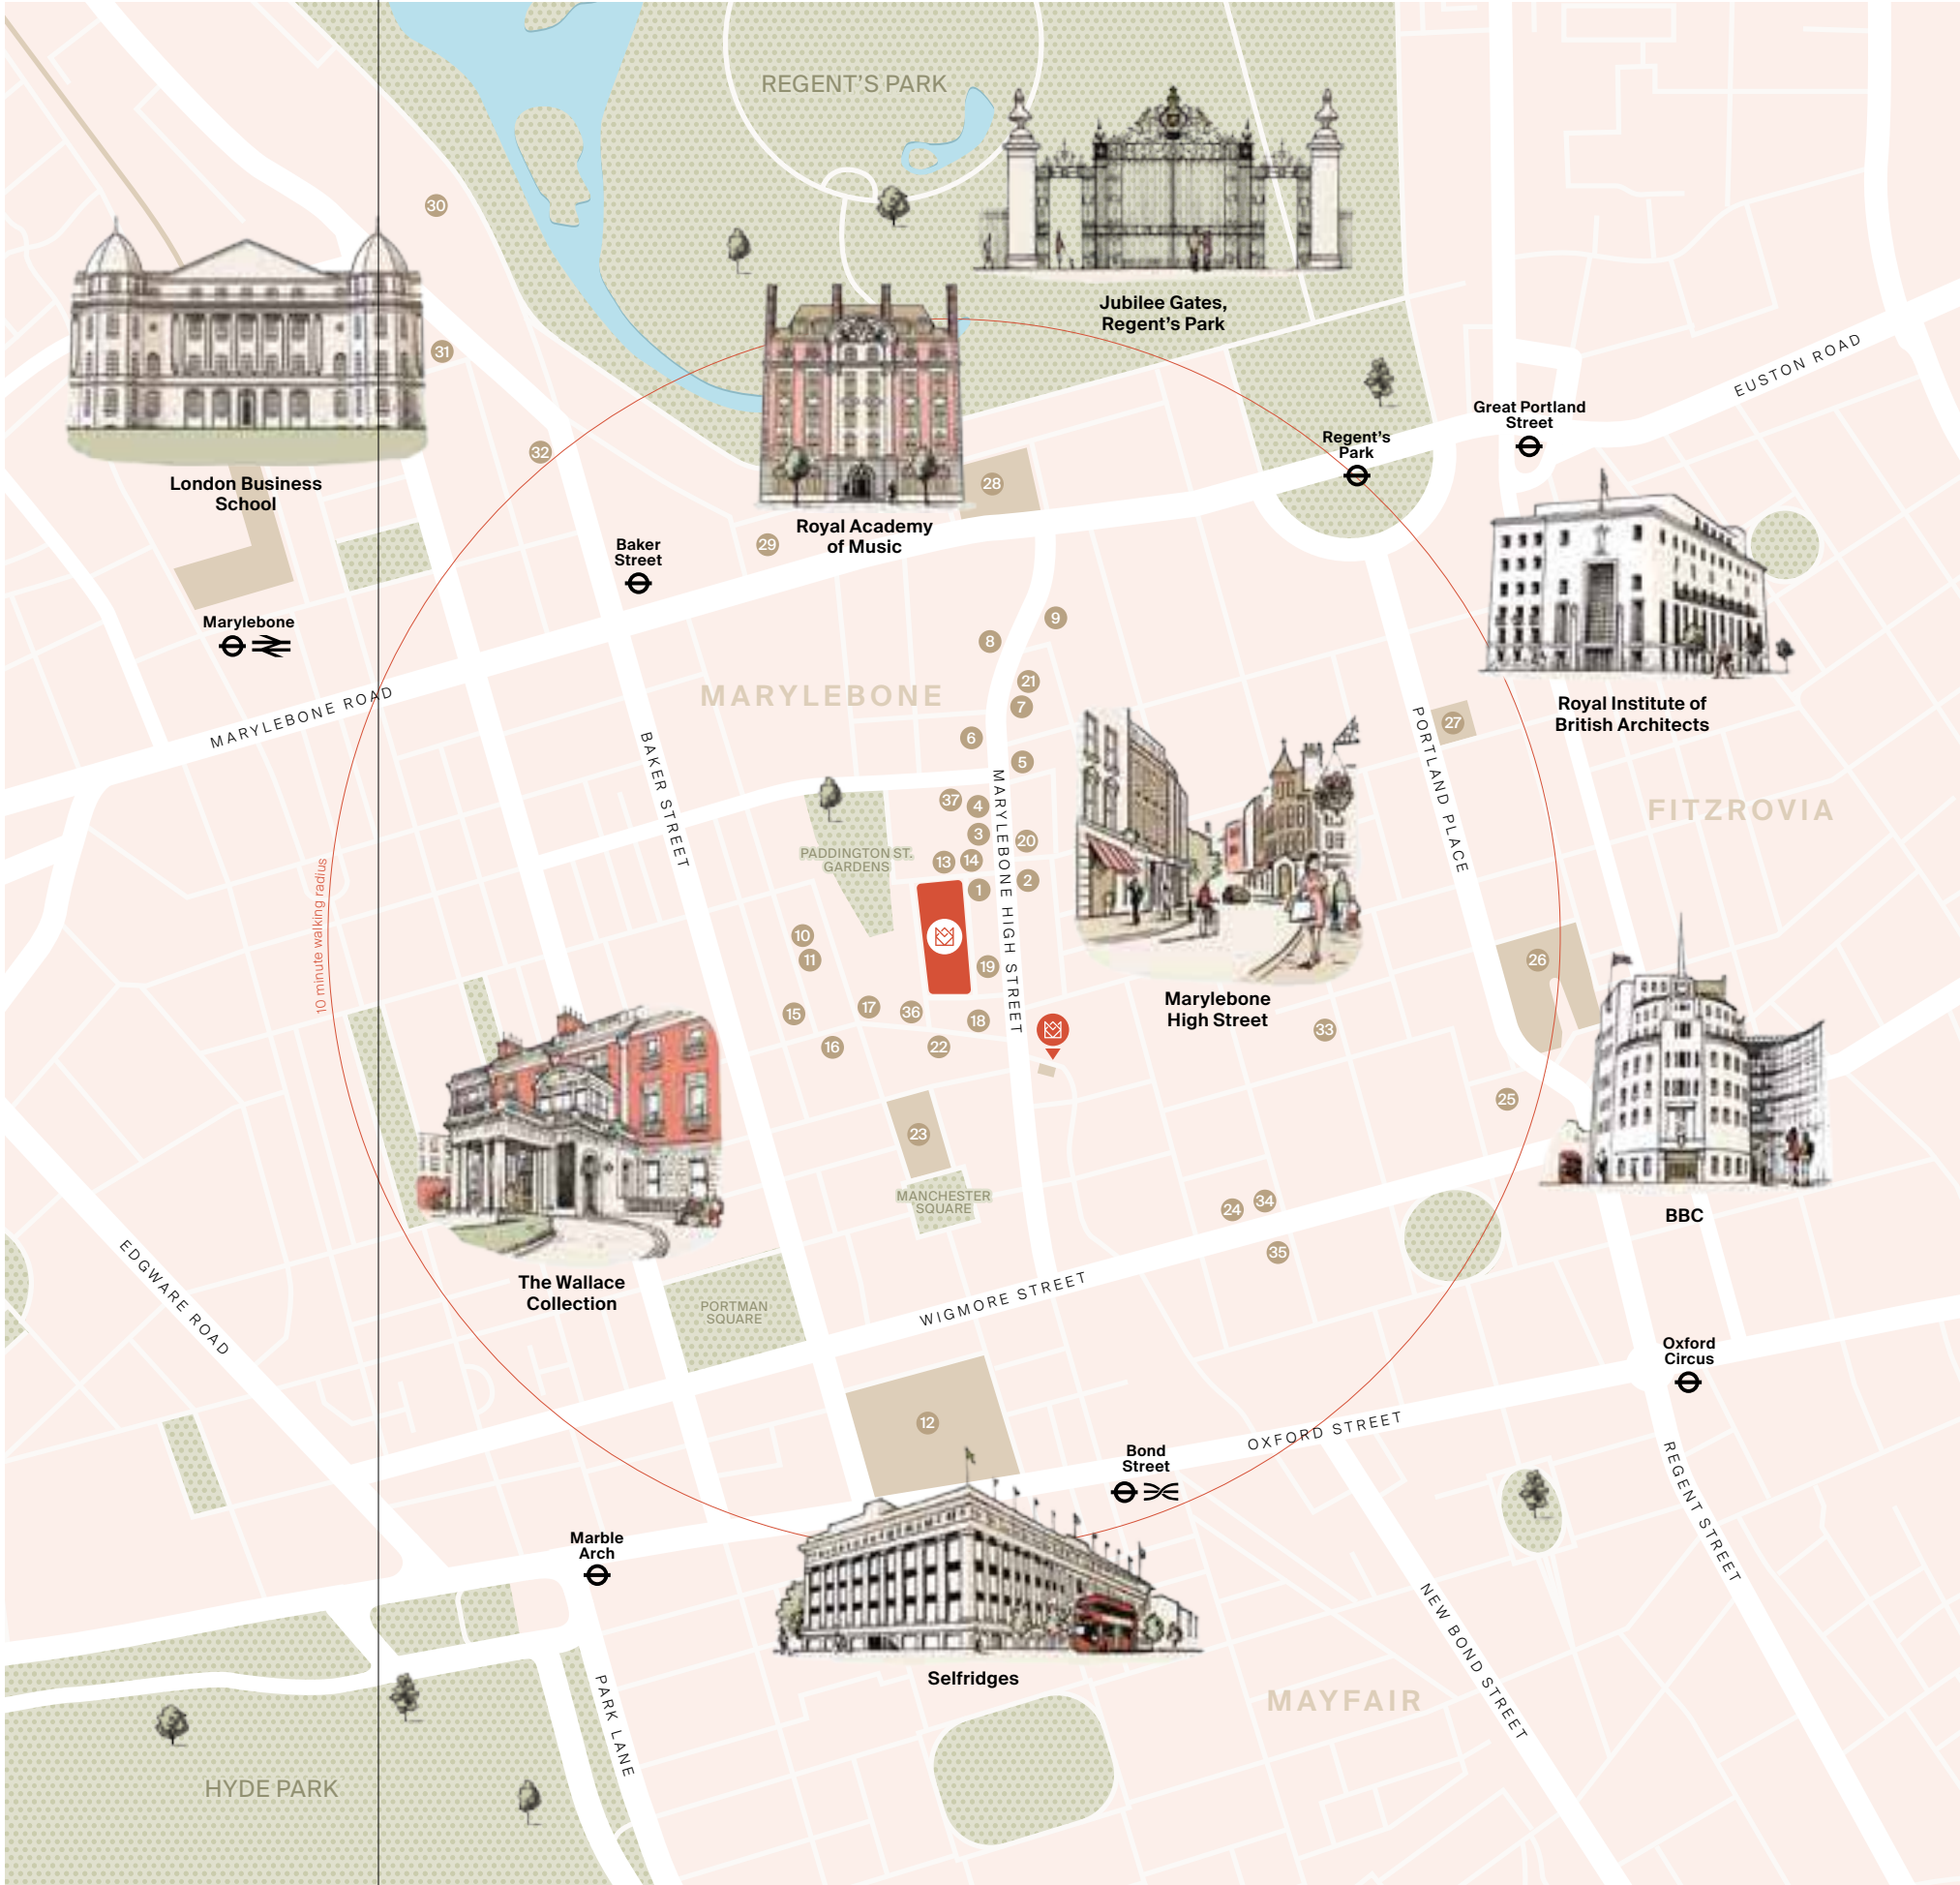 REGENT'S PARK
30
Jubilee Gates,
Regent's Park
31
EUSTON ROAD
Great Portland
Street
Regent's
Park
32
London Business
School
28
Royal Academy
of Music
29
Baker
Street
Marylebone
9
8
21
7
MARYLEBONE
MARYLEBONE ROAD
Royal Institute of
British Architects
27
6
5
BAKER STREET
PORTLAND PLACE
FITZROVIA
37
4
3
20
MARYLEBONE HIGH STREET
PADDINGTON ST.
GARDENS
13
14
1
2
10 minute walking radius
10
11
19
26
Marylebone
High Street
15
17
36
18
33
16
22
25
23
MANCHESTER
SQUARE
24
34
35
BBC
EDGWARE ROAD
The Wallace
Collection
PORTMAN
SQUARE
WIGMORE STREET
Oxford
Circus
12
OXFORD STREET
Bond
Street
REGENT STREET
Marble
Arch
NEW BOND STREET
Selfridges
MAYFAIR
PARK LANE
HYDE PARK